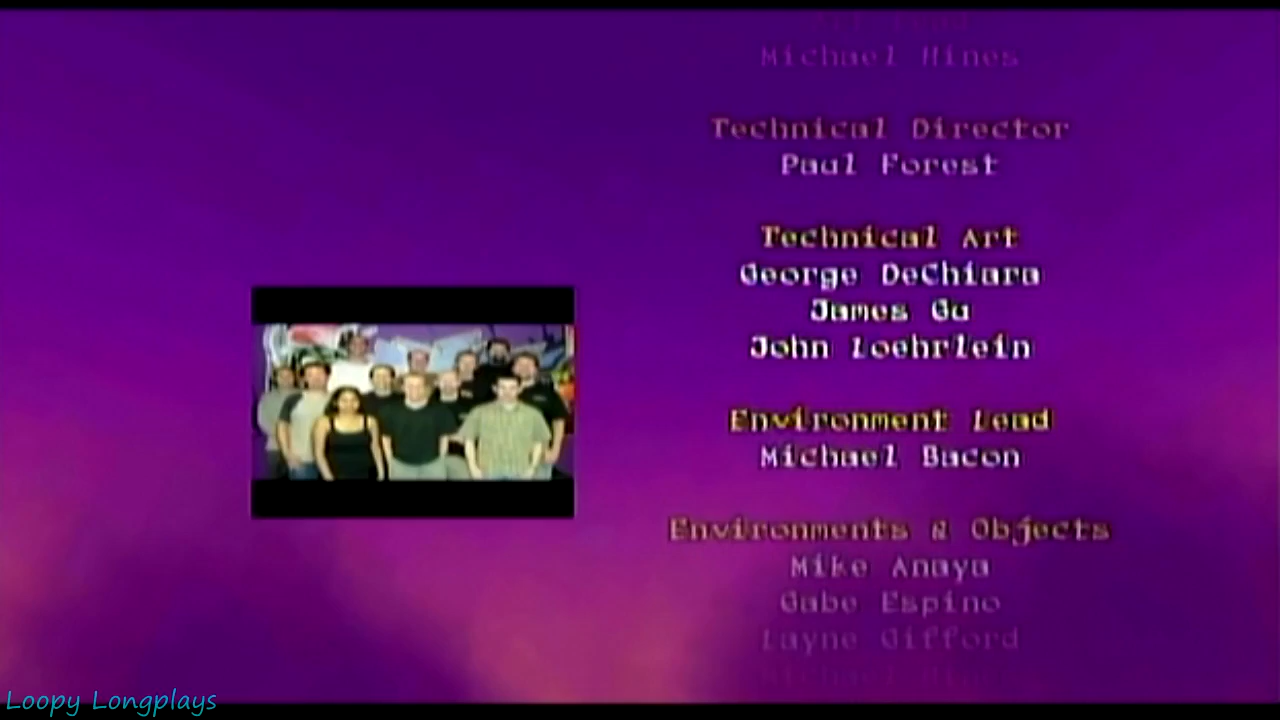 Michael Hines
Technical Director
Paul Forest
Technical Art
George DeChiara
James Gu
John Loehrlein
Environment Lead
Michael Bacon
Environments & Objects
Mike Anaya
Gabe Espino
Layne Gifford
Michael
Loopy Longplays